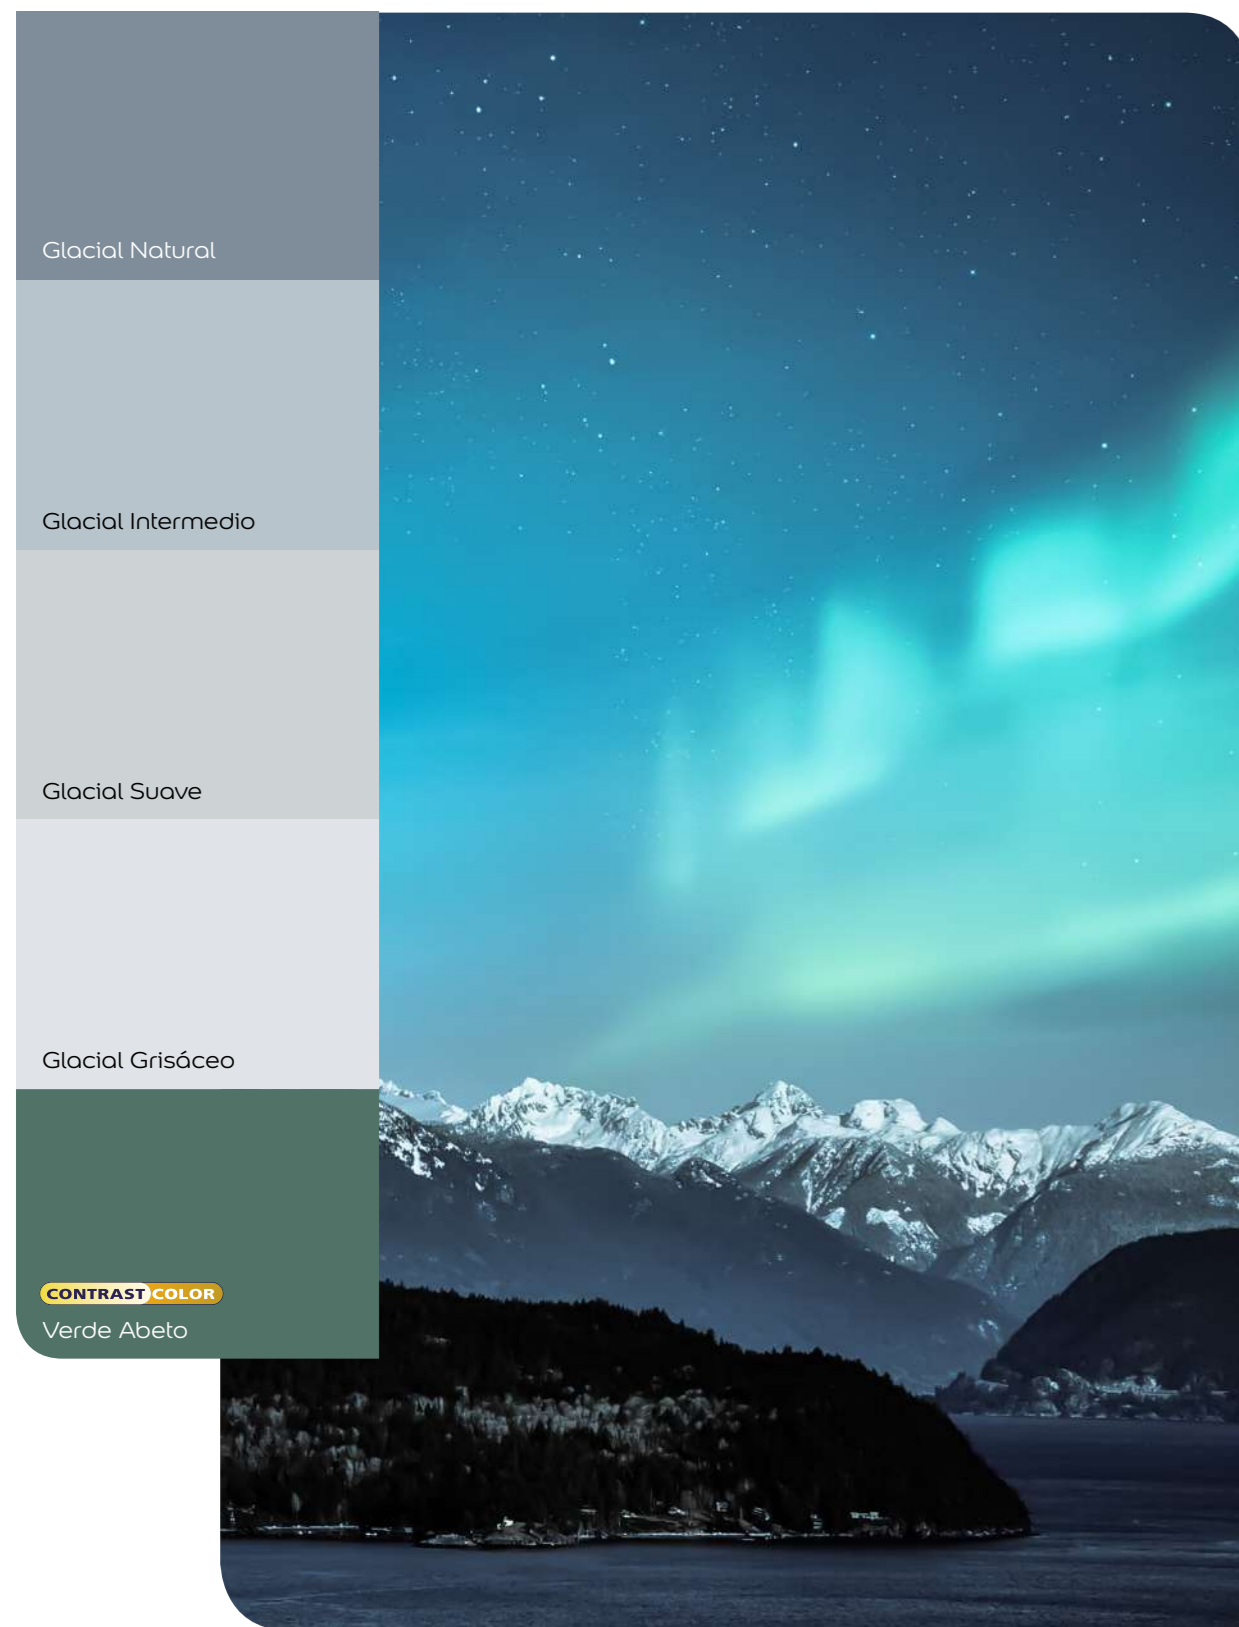 Glacial Natural
Glacial Intermedio
Glacial Suave
Glacial Grisáceo
CONTRAST COLOR
Verde Abeto